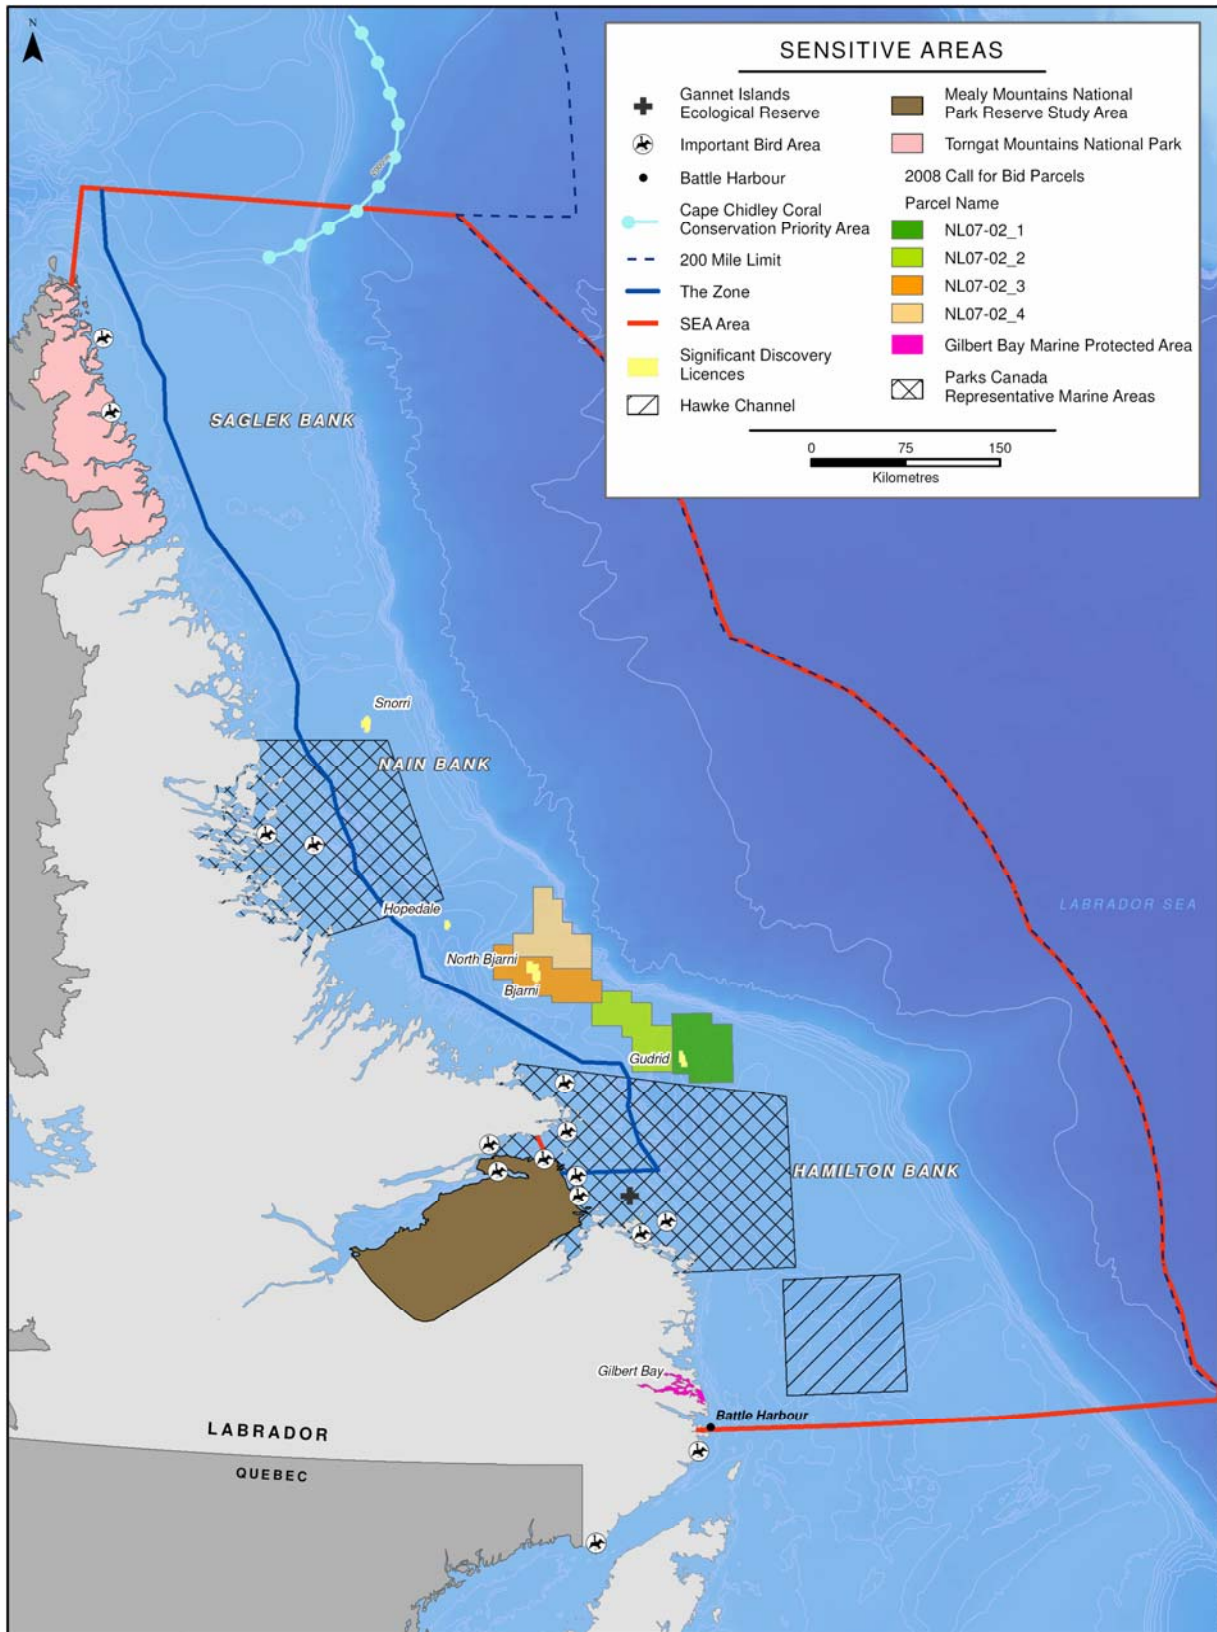 N
SENSITIVE AREAS
Gannet Islands
Ecological Reserve
Important Bird Area
Battle Harbour
Cape Chidley Coral
Conservation Priority Area
200 Mile Limit
The Zone
SEA Area
Significant Discovery
Licences
Hawke Channel
Mealy Mountains National
Park Reserve Study Area
Torngat Mountains National Park
2008 Call for Bid Parcels
Parcel Name
NL07-02_1
NL07-02_2
NL07-02_3
NL07-02_4
Gilbert Bay Marine Protected Area
Parks Canada
Representative Marine Areas
0 75 150
Kilometres
SAGLEK BANK
Snorri
NAIN BANK
Hopedale
LABRADOR SEA
North Bjarni
Bjarni
Gudrid
HAMILTON BANK
Gilbert Bay
Battle Harbour
LABRADOR
QUEBEC